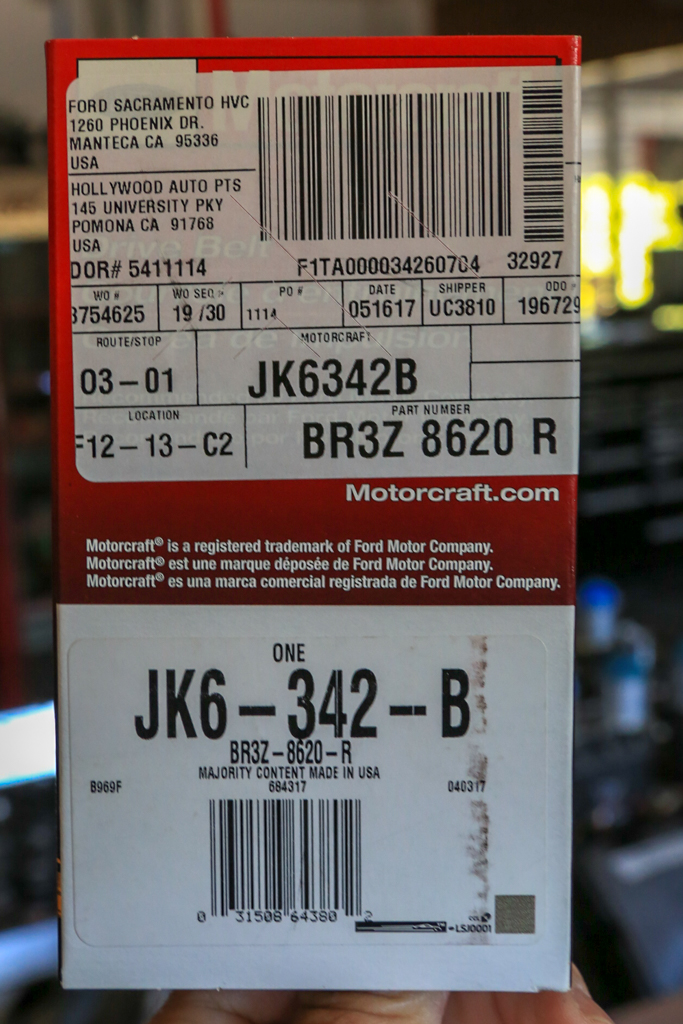 FORD SACRAMENTO HVC
1260 PHOENIX DR.
MANTECA CA 95336
USA
HOLLYWOOD AUTO PTS
145 UNIVERSITY PKY
POMONA CA 91768
USA
Drive Belt
DOR# 5411114
F1TA000034260704 32927
WO # WO SEQ # PO # DATE SHIPPER ODO
3754625 19/30 1114 051617 UC3810 196729
ROUTE/STOP MOTORCRAFT
03-01 JK6342B
LOCATION PART NUMBER
F12-13-C2 BR3Z 8620 R
Motorcraft.com
Motorcraft® is a registered trademark of Ford Motor Company.
Motorcraft® est une marque déposée de Ford Motor Company.
Motorcraft® es una marca comercial registrada de Ford Motor Company.
ONE
JK6-342--B
BR3Z-8620-R
MAJORITY CONTENT MADE IN USA
B969F 684317 040317
0 31508 64380 2
-LSJ0001